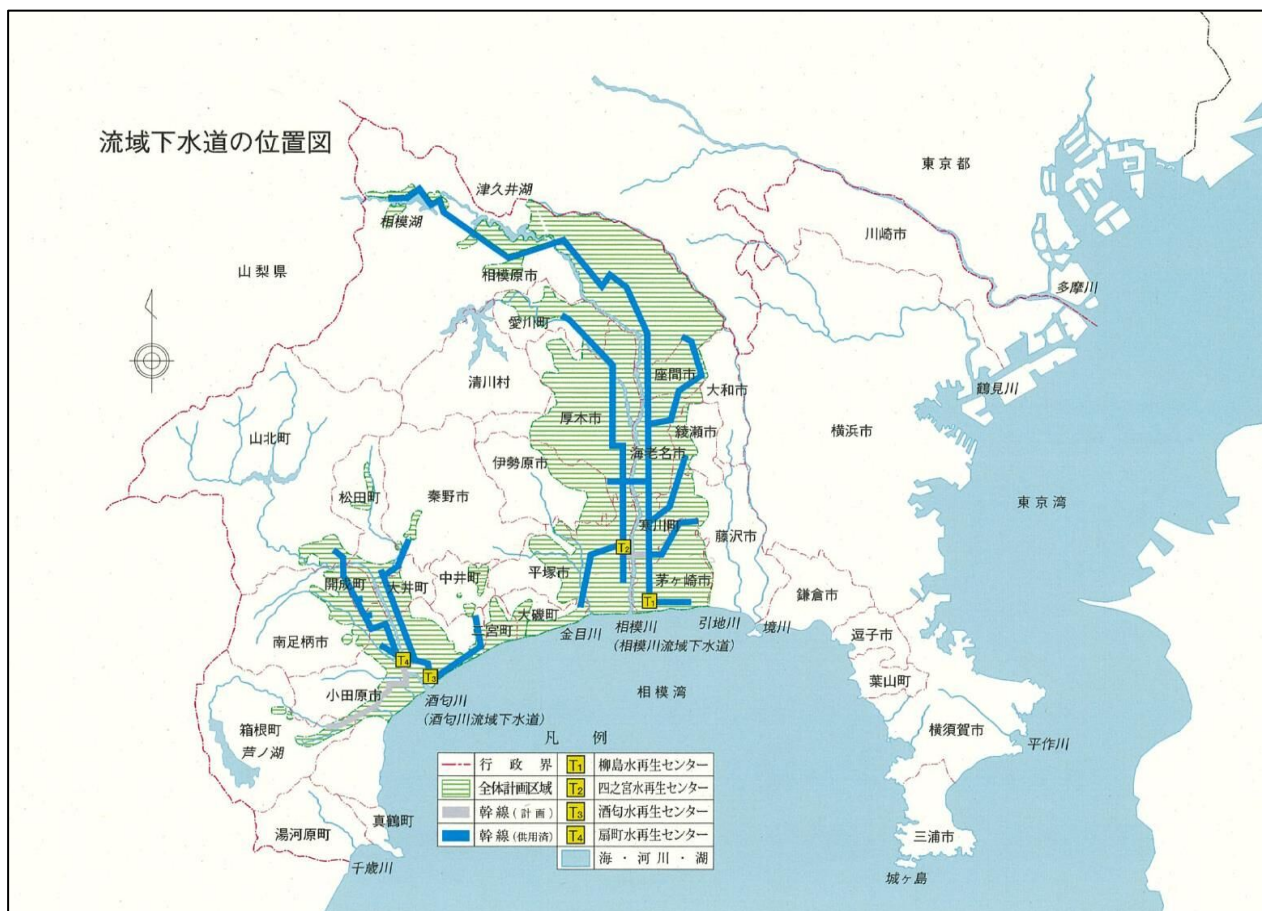 流域下水道の位置図
東京都
津久井湖
相模湖
川崎市
山梨県
相模原市
多摩川
愛川町
清川村
座間市
大和市
鶴見川
厚木市
綾瀬市
横浜市
山北町
海老名市
伊勢原市
松田町
秦野市
東京湾
寒川町
藤沢市
T2
開成町
大井町
中井町
平塚市
茅ヶ崎市
鎌倉市
T1
大磯町
二宮町
金目川
相模川
(相模川流域下水道)
引地川
境川
南足柄市
逗子市
T4
葉山町
T3
小田原市
相模湾
酒匂川
(酒匂川流域下水道)
箱根町
芦ノ湖
横須賀市
平作川
凡例
行政界
T1
柳島水再生センター
全体計画区域
T2
四之宮水再生センター
幹線(計画)
T3
酒匂水再生センター
幹線(供用済)
T4
扇町水再生センター
海・河川・湖
湯河原町
真鶴町
千歳川
三浦市
城ヶ島